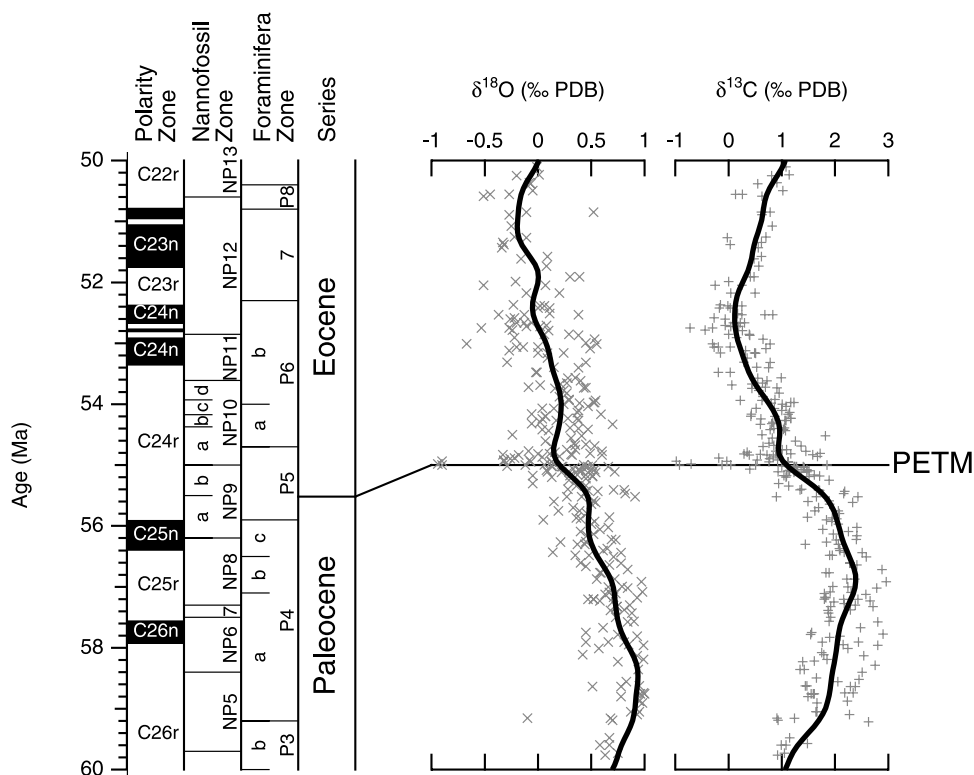 Polarity Zone
Nannofossil Zone
Foraminifera Zone
Series
δ18O (‰ PDB)
δ13C (‰ PDB)
-1 -0.5 0 0.5 1
-1 0 1 2 3
Age (Ma)
50
52
54
56
58
60
C22r
C23n
C23r
C24n
C24n
C24r
C25n
C25r
C26n
C26r
NP13
NP12
NP11
d
c
b
a
NP10
b
a
NP9
NP8
7
NP6
NP5
P8
7
b
a
P6
P5
c
b
a
P4
b
P3
Eocene
Paleocene
PETM